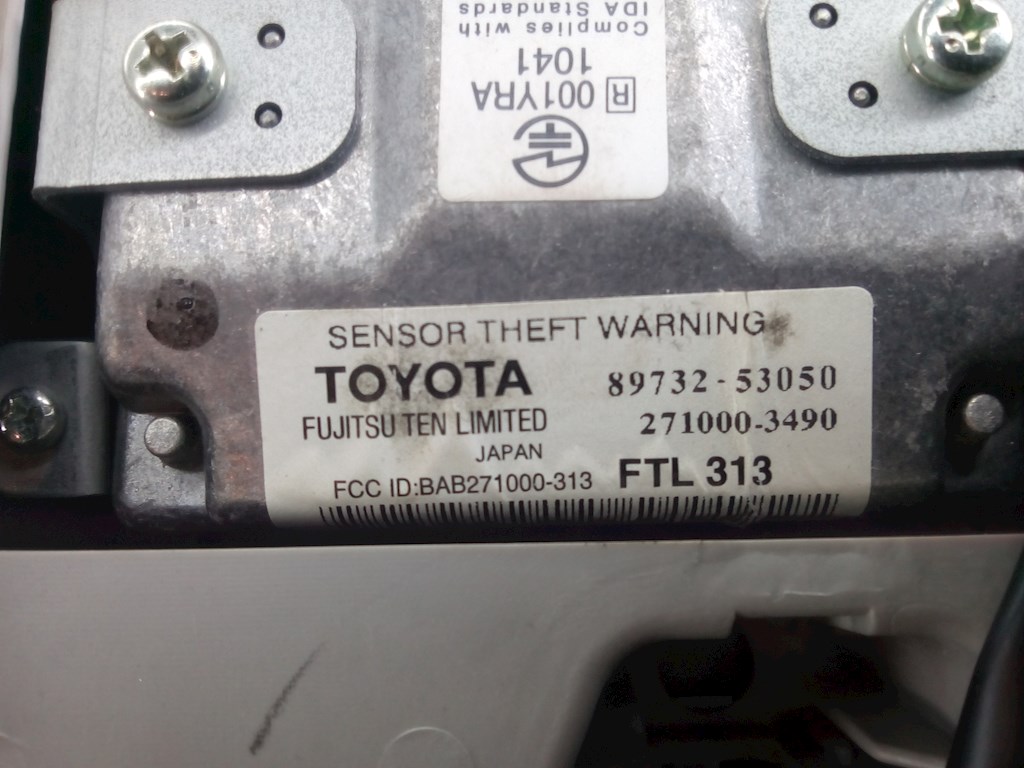 Complies with
IDA Standards
1041
R 001YRA
SENSOR THEFT WARNING
TOYOTA 89732-53050
FUJITSU TEN LIMITED 271000-3490
JAPAN
FCC ID:BAB271000-313 FTL 313